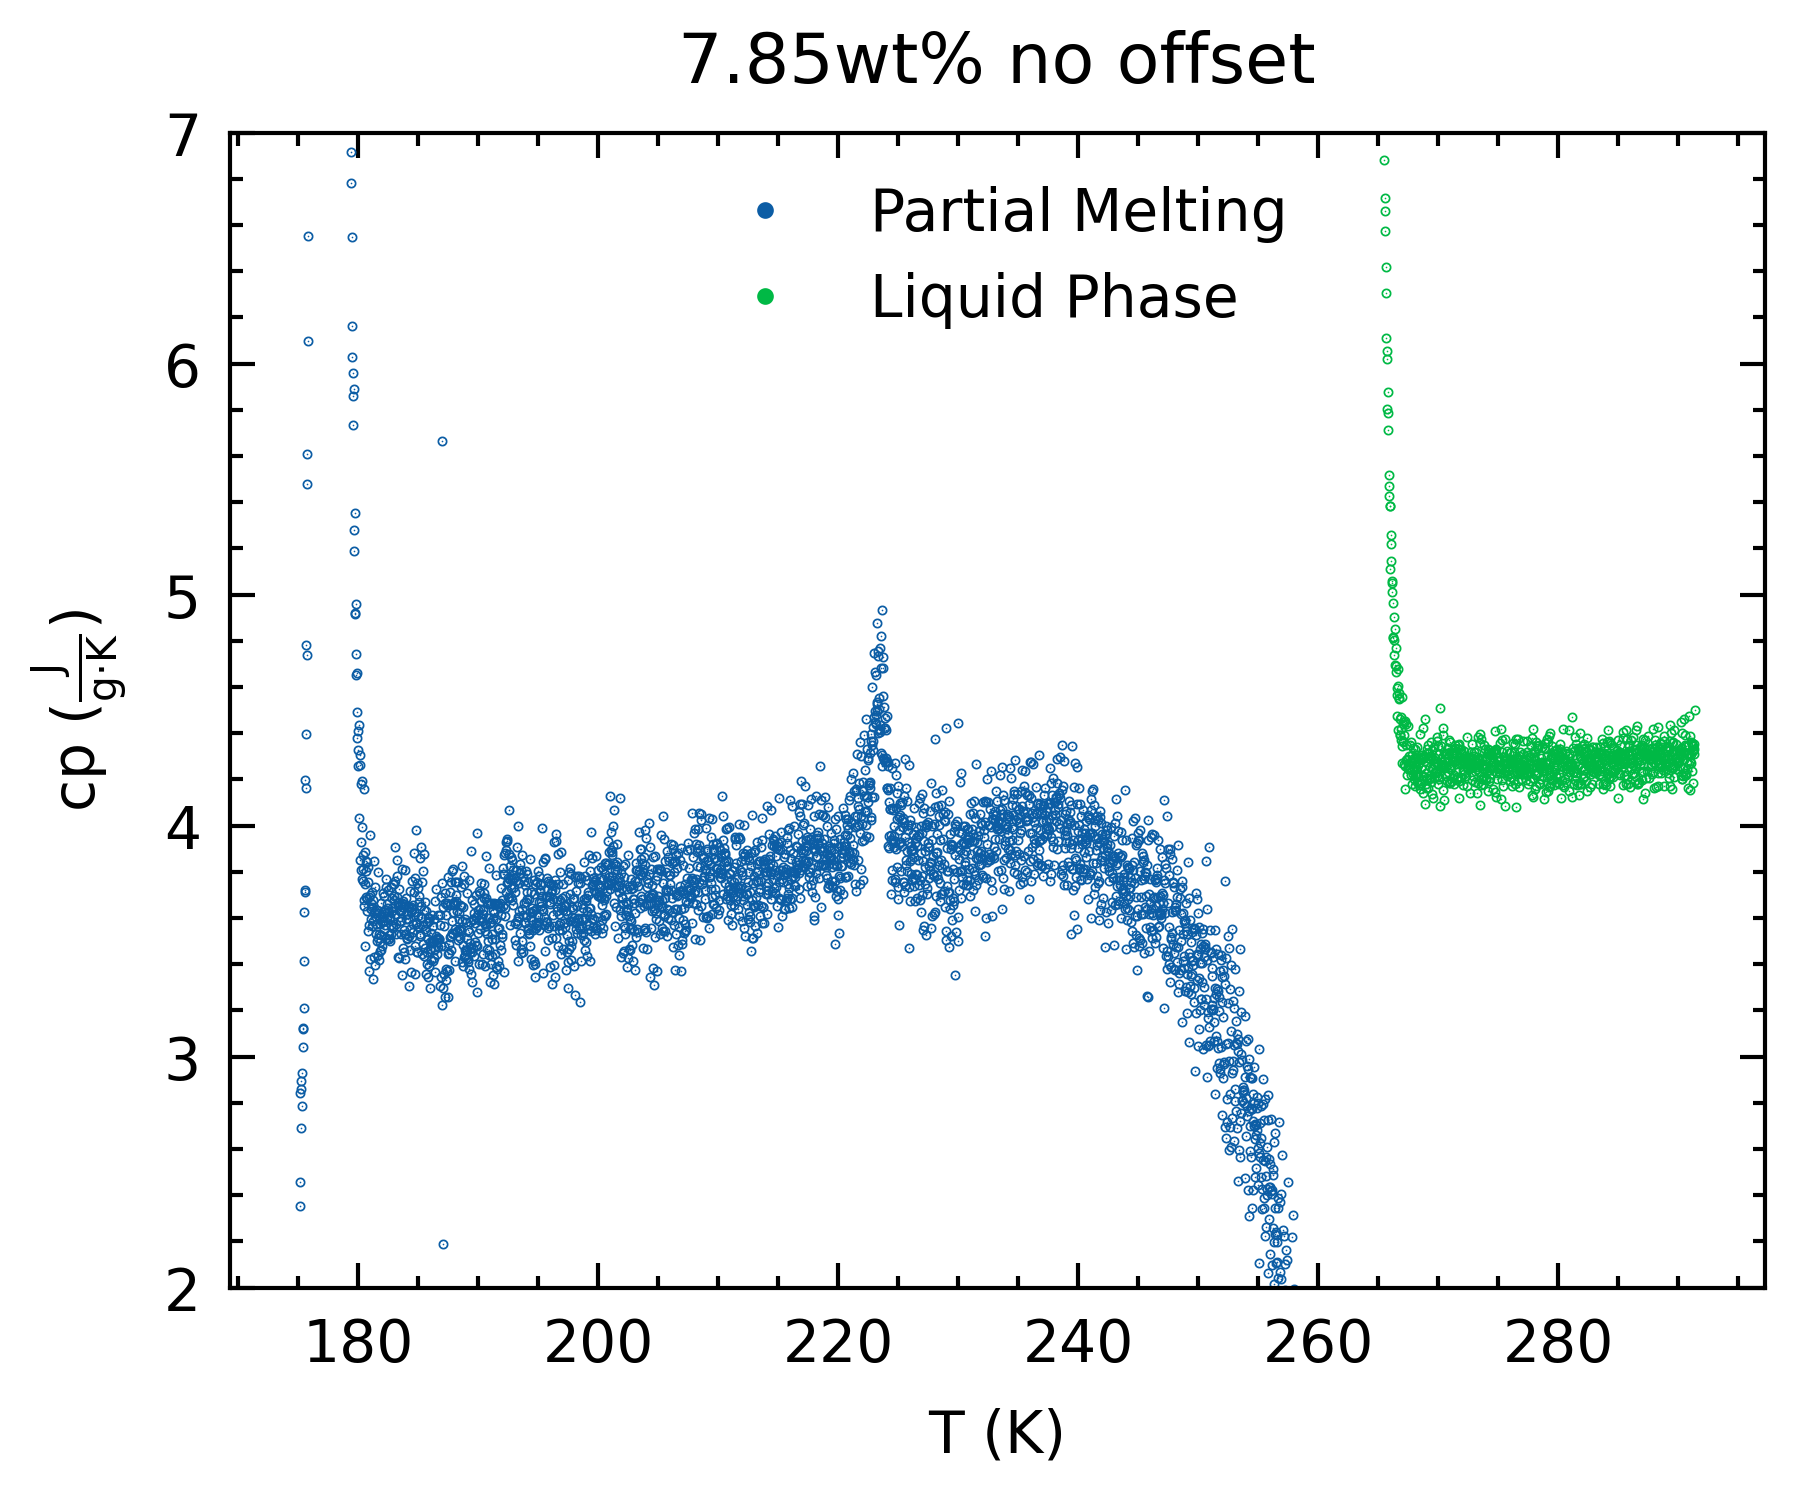 7.85wt% no offset
7
6
5
4
3
2
cp (J/g·K)
Partial Melting
Liquid Phase
180 200 220 240 260 280
T (K)